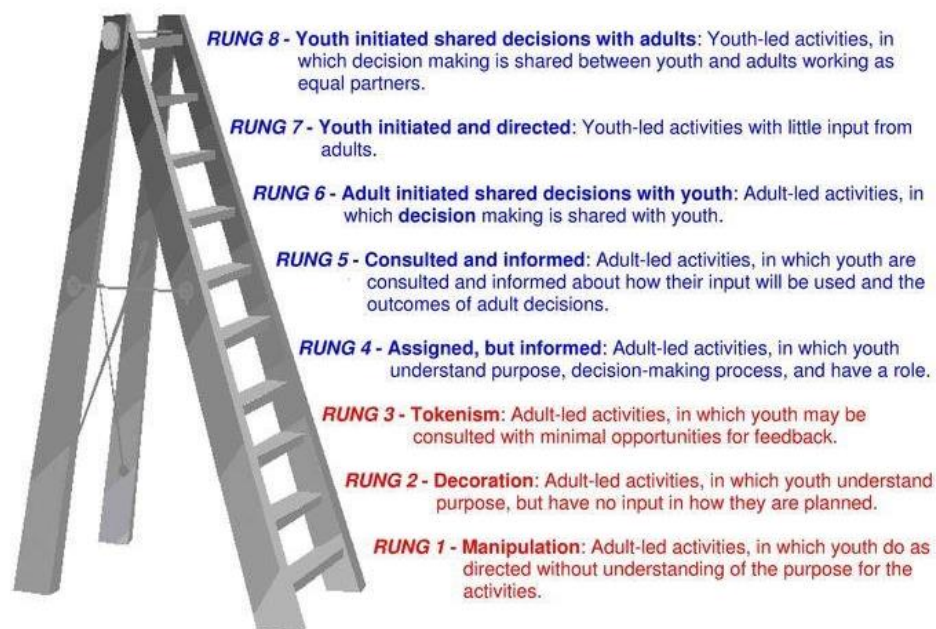 RUNG 8 - Youth initiated shared decisions with adults: Youth-led activities, in
which decision making is shared between youth and adults working as
equal partners.
RUNG 7 - Youth initiated and directed: Youth-led activities with little input from
adults.
RUNG 6 - Adult initiated shared decisions with youth: Adult-led activities, in
which decision making is shared with youth.
RUNG 5 - Consulted and informed: Adult-led activities, in which youth are
consulted and informed about how their input will be used and the
outcomes of adult decisions.
RUNG 4 - Assigned, but informed: Adult-led activities, in which youth
understand purpose, decision-making process, and have a role.
RUNG 3 - Tokenism: Adult-led activities, in which youth may be
consulted with minimal opportunities for feedback.
RUNG 2 - Decoration: Adult-led activities, in which youth understand
purpose, but have no input in how they are planned.
RUNG 1 - Manipulation: Adult-led activities, in which youth do as
directed without understanding of the purpose for the
activities.